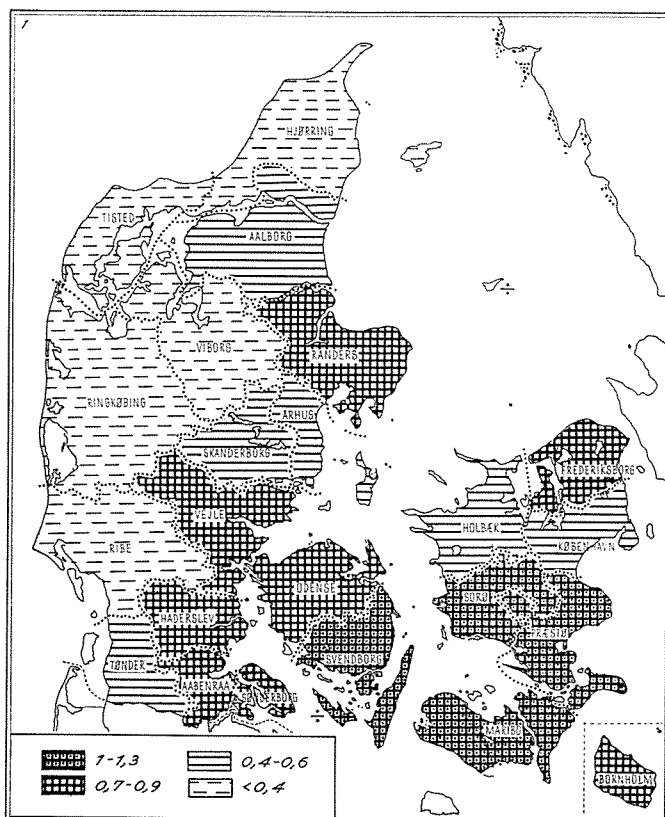 1
HJØRRING
TISTED
AALBORG
VIBORG
RANDERS
RINGKØBING
ARHUS
SKANDERBORG
FREDERIKSBORG
HOLBÆK
KØBENHAVN
VEJLE
RIBE
ODENSE
SORØ
HADERSLEV
PRÆSTØ
SVENDBORG
TØNDER
AABENRAA
SØNDERBORG
MARIBO
BORNHOLM
1-1,3
0,4-0,6
0,7-0,9
<0,4